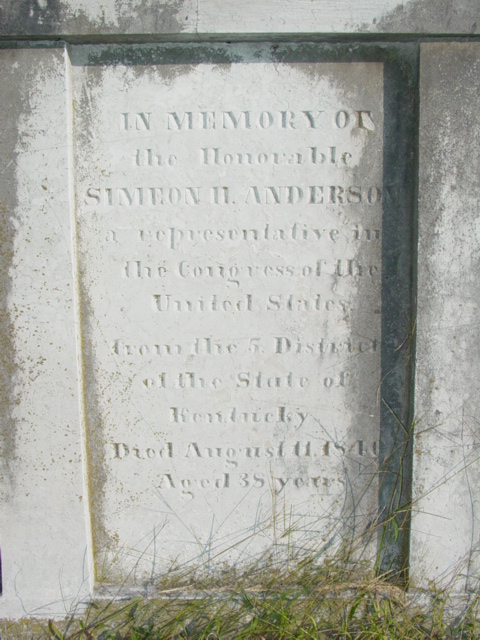 IN MEMORY OF
the Honorable
SIMEON H. ANDERSON
a representative in
the Congress of the
United States
from the 5 District
of the State of
Kentucky
Died August 11, 1840
Aged 38 years